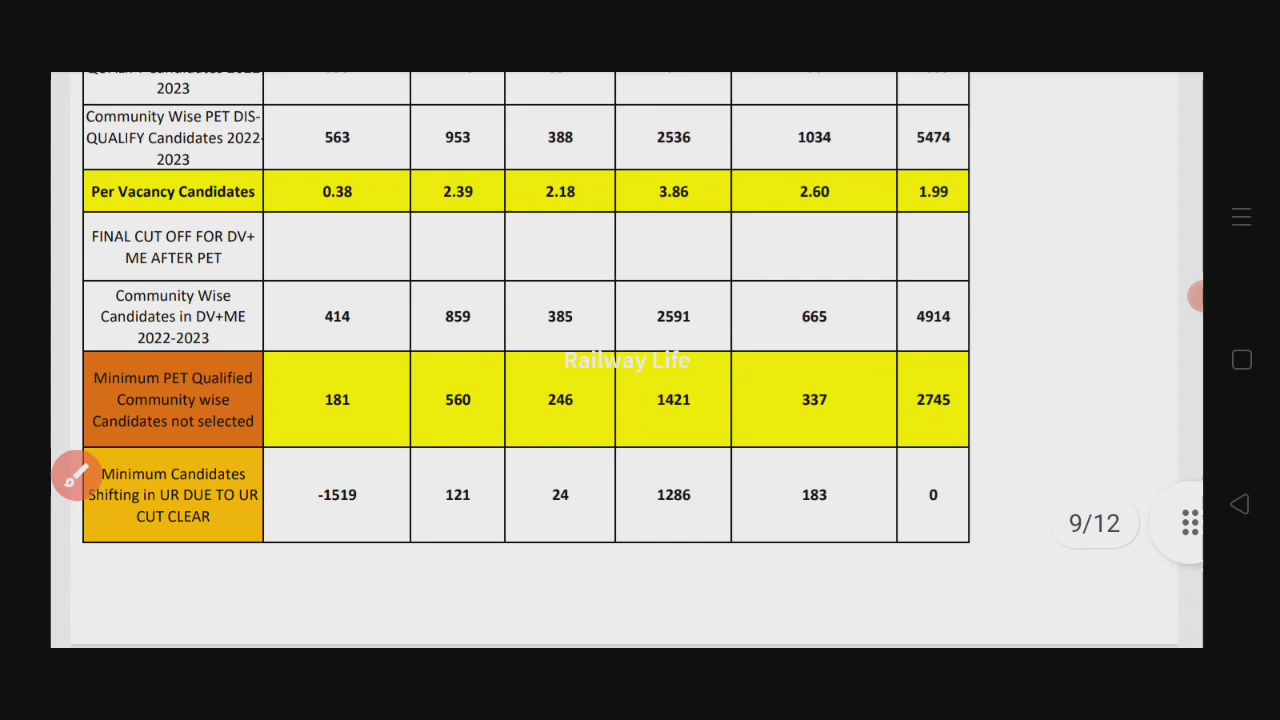 2023
Community Wise PET DIS-
QUALIFY Candidates 2022-
2023
563 953 388 2536 1034 5474
Per Vacancy Candidates 0.38 2.39 2.18 3.86 2.60 1.99
FINAL CUT OFF FOR DV+
ME AFTER PET
Community Wise
Candidates in DV+ME
2022-2023
414 859 385 2591 665 4914
Railway Life
Minimum PET Qualified
Community wise
Candidates not selected
181 560 246 1421 337 2745
Minimum Candidates
Shifting in UR DUE TO UR
CUT CLEAR
-1519 121 24 1286 183 0
9/12